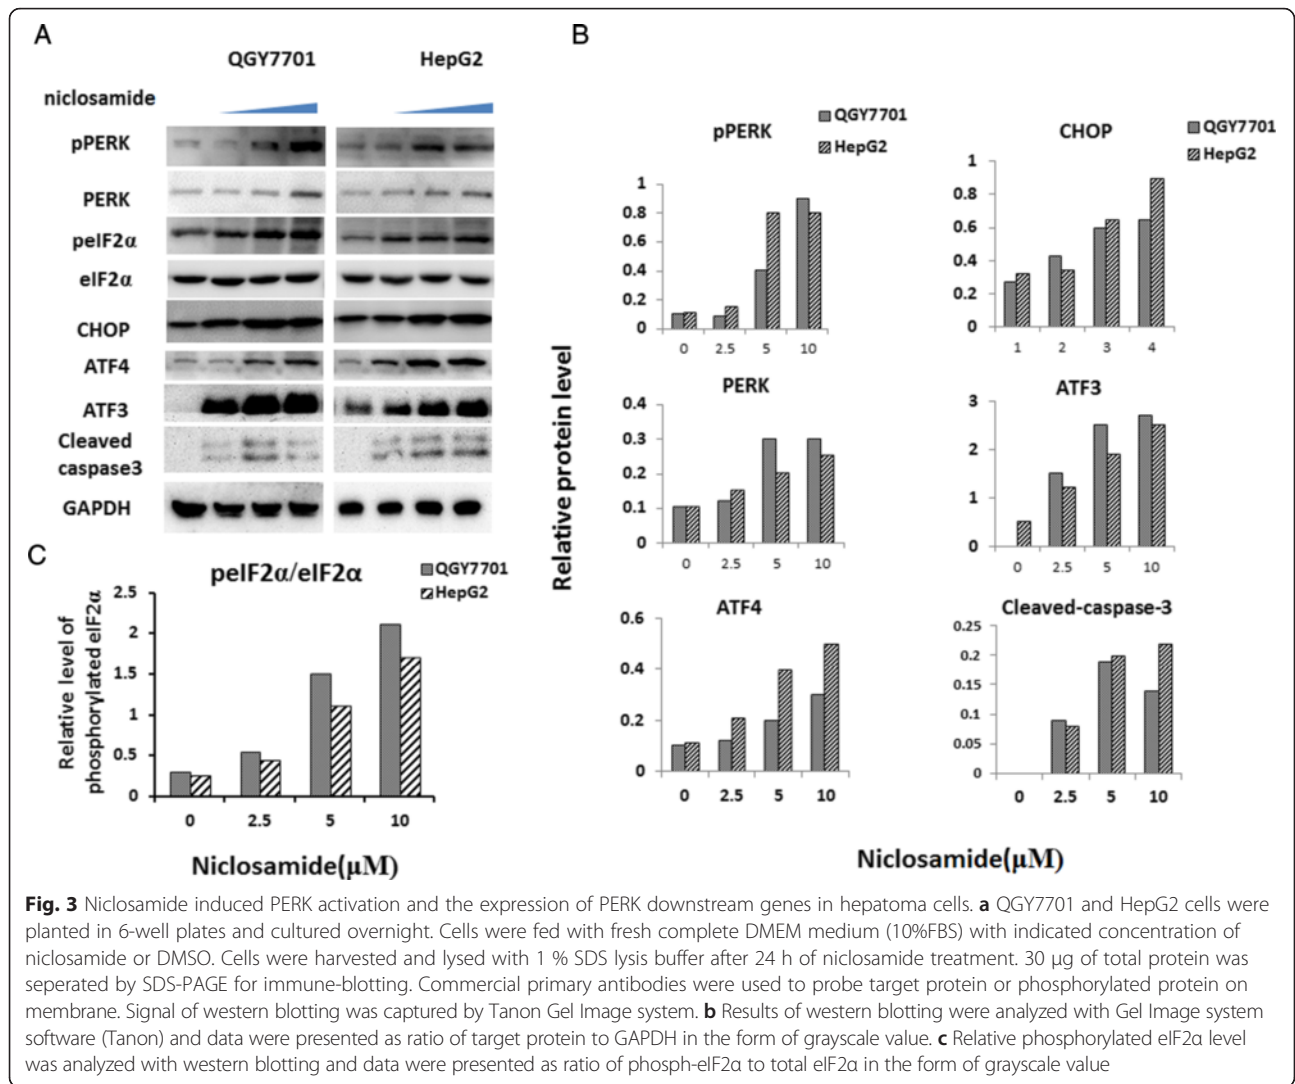 A
QGY7701 HepG2
niclosamide
pPERK
PERK
peIF2α
eIF2α
CHOP
ATF4
ATF3
Cleaved
caspase3
GAPDH
B
Relative protein level
pPERK
QGY7701
HepG2
1
0.8
0.6
0.4
0.2
0
0 2.5 5 10
CHOP
QGY7701
HepG2
1
0.8
0.6
0.4
0.2
0
1 2 3 4
PERK
0.4
0.3
0.2
0.1
0
0 2.5 5 10
ATF3
3
2
1
0
0 2.5 5 10
ATF4
0.6
0.4
0.2
0
0 2.5 5 10
Cleaved-caspase-3
0.25
0.2
0.15
0.1
0.05
0
0 2.5 5 10
Niclosamide(μM)
C
peIF2α/eIF2α
QGY7701
HepG2
Relative level of
phosphorylated eIF2α
2.5
2
1.5
1
0.5
0
0 2.5 5 10
Niclosamide(μM)
Fig. 3 Niclosamide induced PERK activation and the expression of PERK downstream genes in hepatoma cells. a QGY7701 and HepG2 cells were
planted in 6-well plates and cultured overnight. Cells were fed with fresh complete DMEM medium (10%FBS) with indicated concentration of
niclosamide or DMSO. Cells were harvested and lysed with 1 % SDS lysis buffer after 24 h of niclosamide treatment. 30 μg of total protein was
seperated by SDS-PAGE for immune-blotting. Commercial primary antibodies were used to probe target protein or phosphorylated protein on
membrane. Signal of western blotting was captured by Tanon Gel Image system. b Results of western blotting were analyzed with Gel Image system
software (Tanon) and data were presented as ratio of target protein to GAPDH in the form of grayscale value. c Relative phosphorylated eIF2α level
was analyzed with western blotting and data were presented as ratio of phosph-eIF2α to total eIF2α in the form of grayscale value